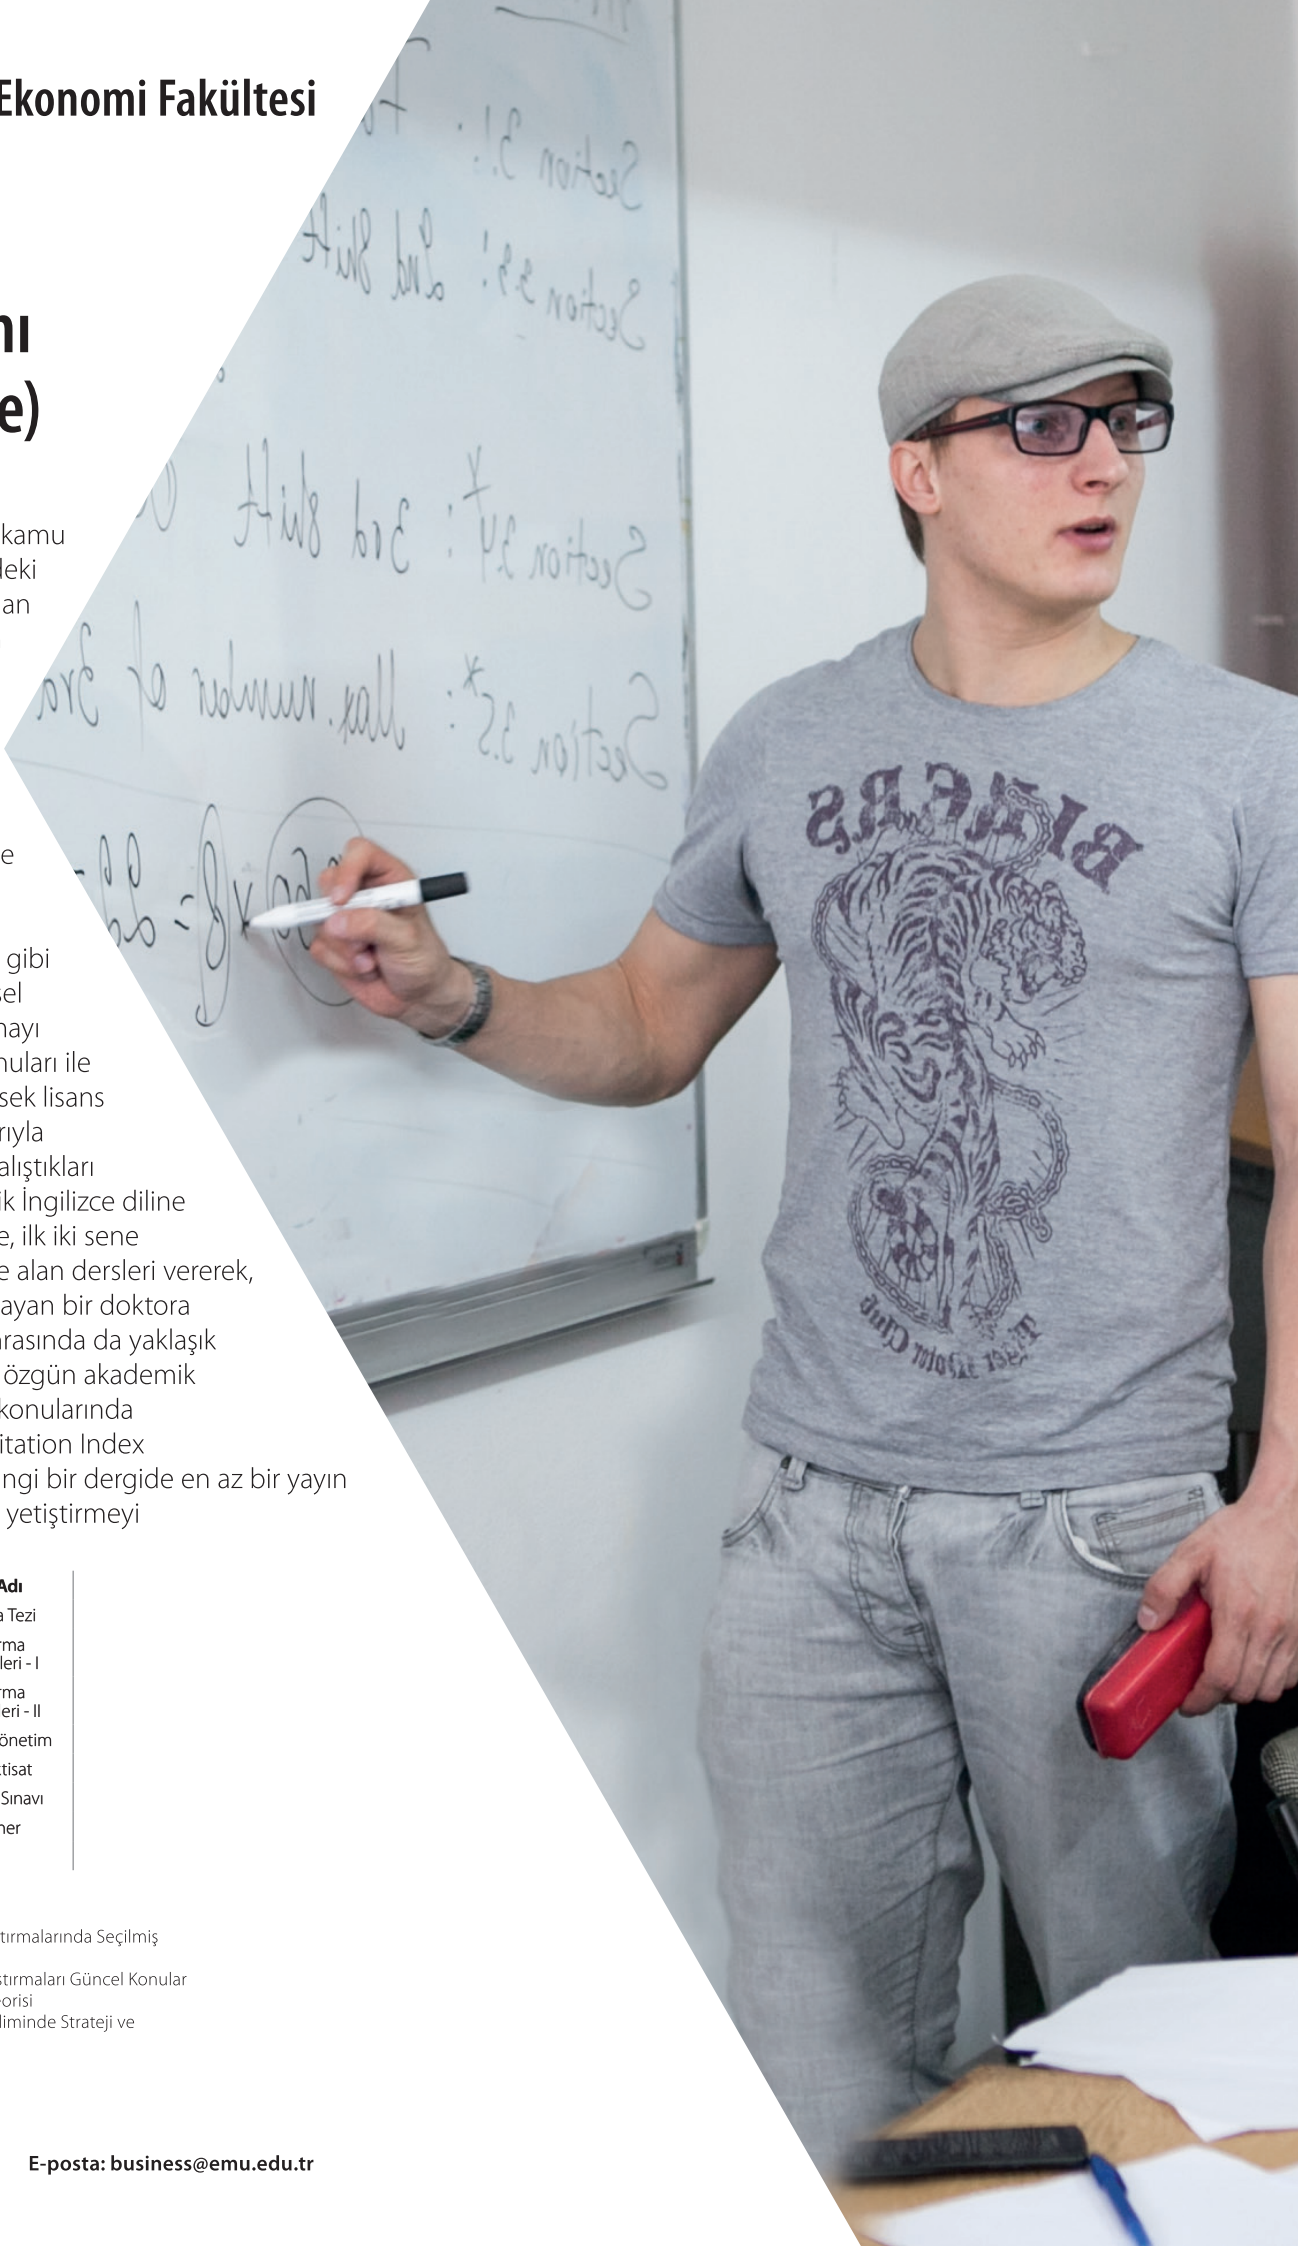 Ekonomi Fakültesi
nı
e)
kamu
deki
an
e
gibi
sel
mayı
nuları ile
sek lisans
rıyla
alıştıkları
ik İngilizce diline
e, ilk iki sene
e alan dersleri vererek,
ayan bir doktora
arasında da yaklaşık
özgün akademik
konularında
itation Index
ngi bir dergide en az bir yayın
yetiştirmeyi
Adı
a Tezi
rma
leri - I
rma
leri - II
önetim
tisat
Sınavı
ner
tırmalarında Seçilmiş
ştırmaları Güncel Konular
orisi
liminde Strateji ve
E-posta: business@emu.edu.tr
Section 3.1:
Section 3.3: 2nd Shift
Section 3.4*: 3rd Shift
Section 3.5*: Max. number of 3rd
BIKERS
Tiger Motor Club